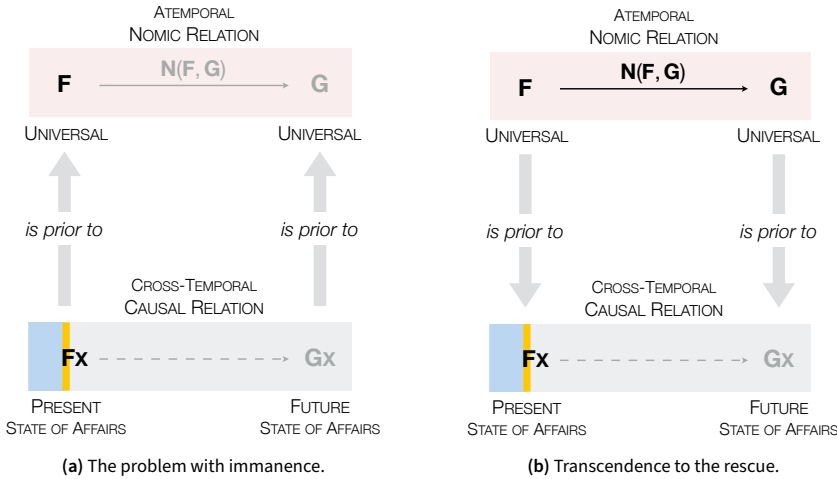 ATEMPORAL
NOMIC RELATION
N(F, G)
F G
UNIVERSAL UNIVERSAL
is prior to is prior to
CROSS-TEMPORAL
CAUSAL RELATION
Fx Gx
PRESENT FUTURE
STATE OF AFFAIRS STATE OF AFFAIRS
(a) The problem with immanence.
ATEMPORAL
NOMIC RELATION
N(F, G)
F G
UNIVERSAL UNIVERSAL
is prior to is prior to
CROSS-TEMPORAL
CAUSAL RELATION
Fx Gx
PRESENT FUTURE
STATE OF AFFAIRS STATE OF AFFAIRS
(b) Transcendence to the rescue.